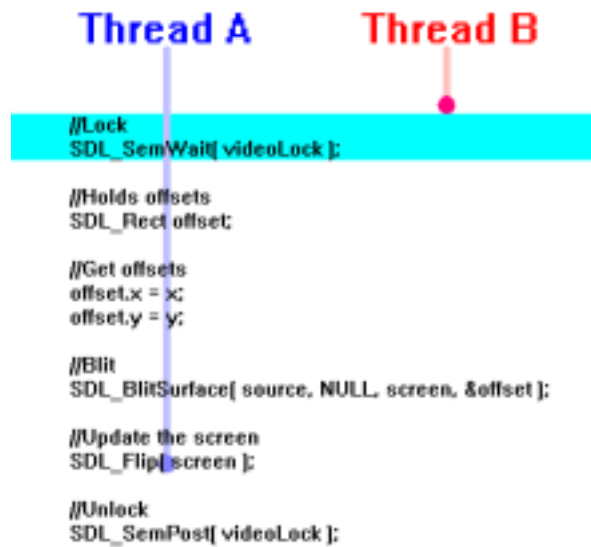 Thread A Thread B
//Lock
SDL_SemWait( videoLock );
//Holds offsets
SDL_Rect offset;
//Get offsets
offset.x = x;
offset.y = y;
//Blit
SDL_BlitSurface( source, NULL, screen, &offset );
//Update the screen
SDL_Flip( screen );
//Unlock
SDL_SemPost( videoLock );